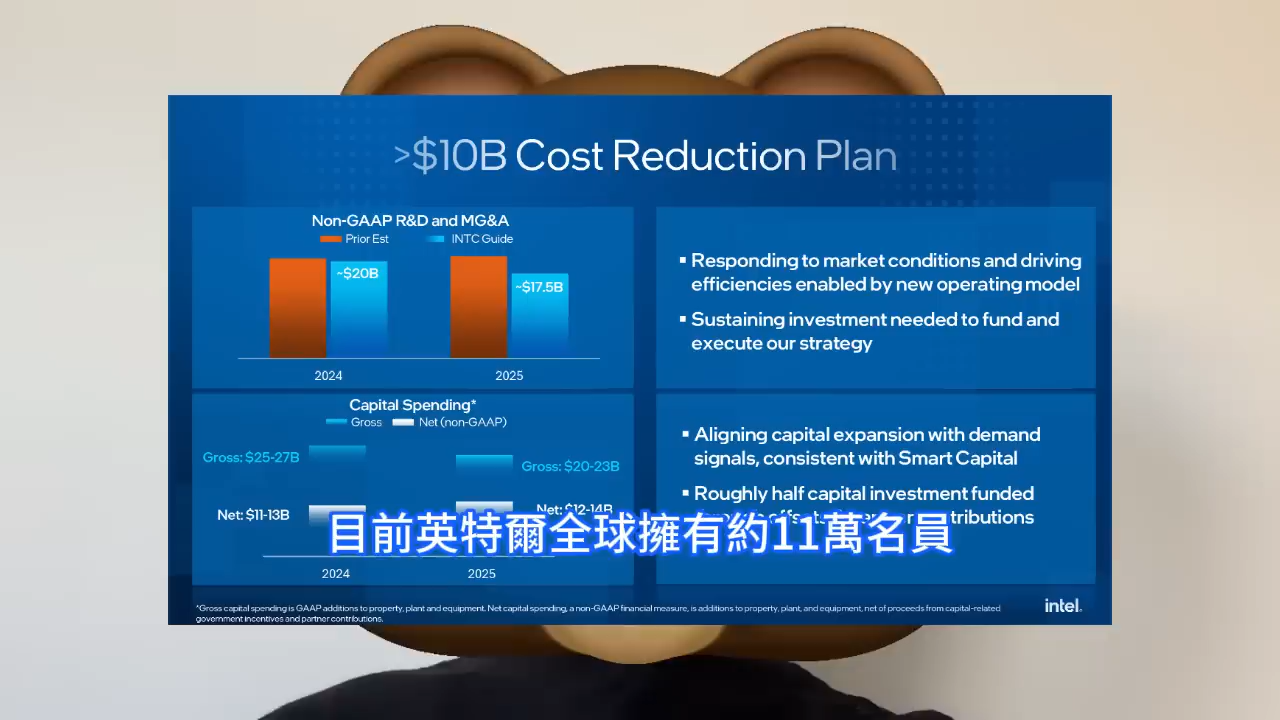 >$10B Cost Reduction Plan
Non-GAAP R&D and MG&A
Prior Est INTC Guide
~$20B
~$17.5B
2024 2025
▪ Responding to market conditions and driving
efficiencies enabled by new operating model
▪ Sustaining investment needed to fund and
execute our strategy
Capital Spending*
Gross Net (non-GAAP)
Gross: $25-27B
Gross: $20-23B
Net: $11-13B
Net: $12-14B
2024 2025
▪ Aligning capital expansion with demand
signals, consistent with Smart Capital
▪ Roughly half capital investment funded
目前英特爾全球擁有約11萬名員
*Gross capital spending is GAAP additions to property, plant and equipment. Net capital spending, a non-GAAP financial measure, is additions to property, plant, and equipment, net of proceeds from capital-related
government incentives and partner contributions.
intel.